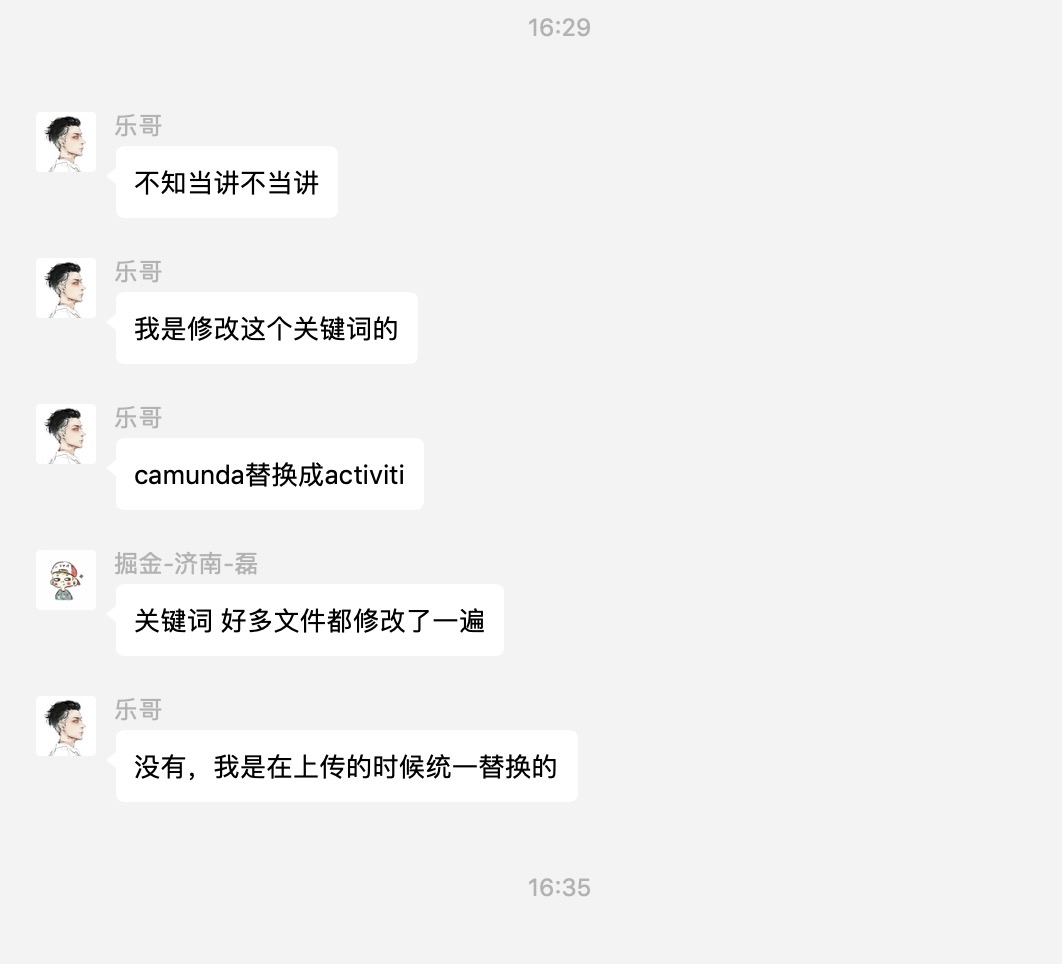 16:29
乐哥
不知当讲不当讲
乐哥
我是修改这个关键词的
乐哥
camunda替换成activiti
掘金-济南-磊
关键词 好多文件都修改了一遍
乐哥
没有，我是在上传的时候统一替换的
16:35